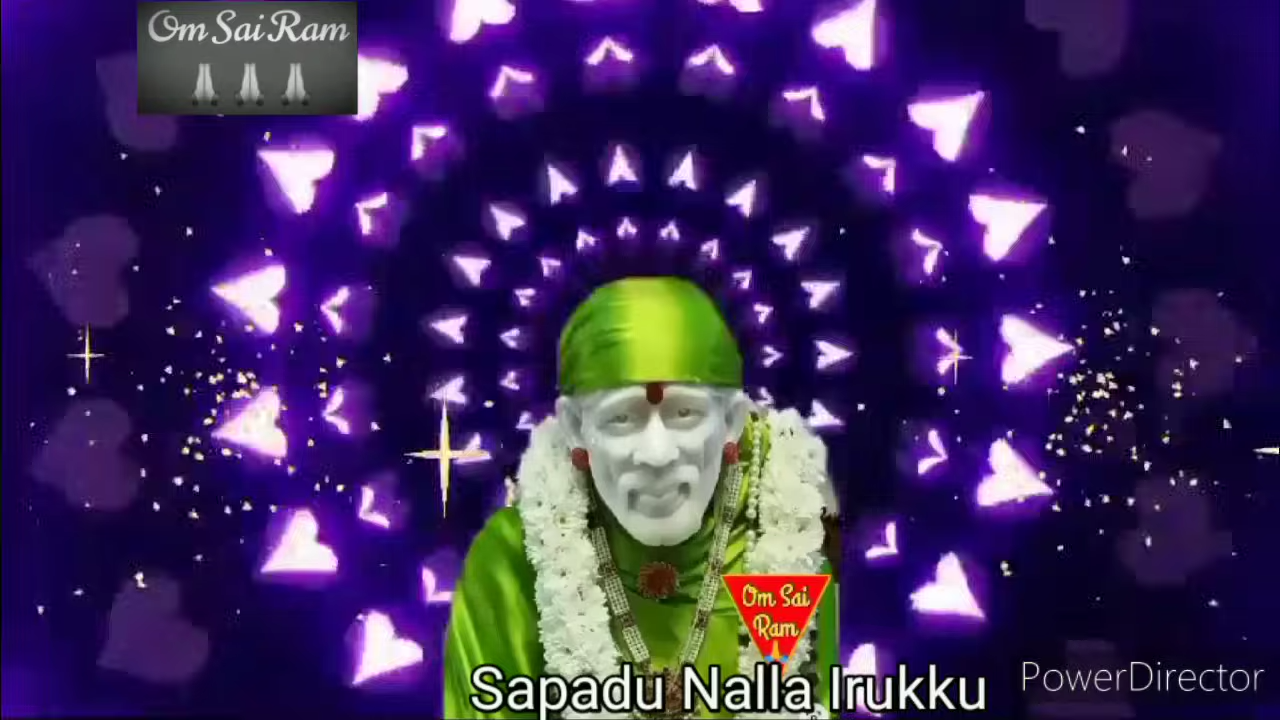 Om Sai Ram
🙏🙏🙏
Om Sai
Ram
Sapadu Nalla Irukku
PowerDirector